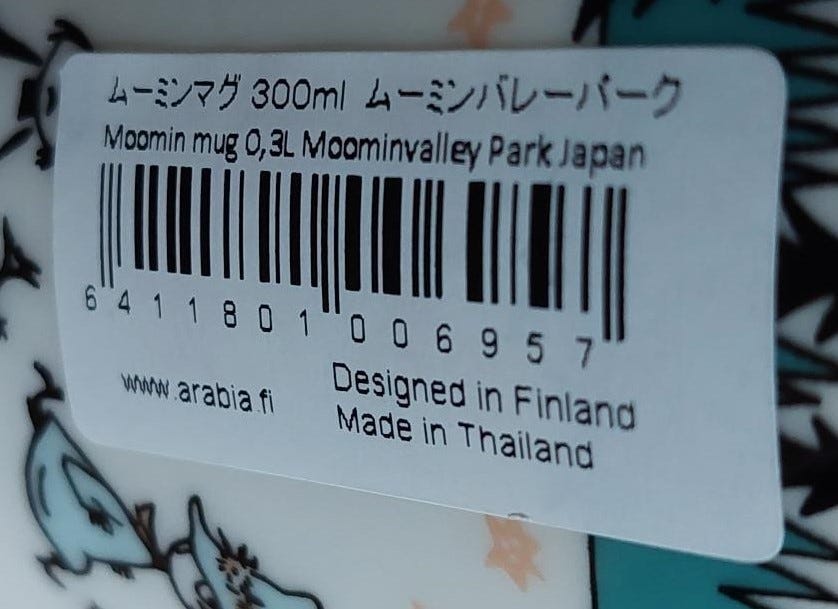 ムーミンマグ 300ml ムーミンバレーパーク
Moomin mug 0,3L Moominvalley Park Japan
6 411801 006957
www.arabia.fi
Designed in Finland
Made in Thailand